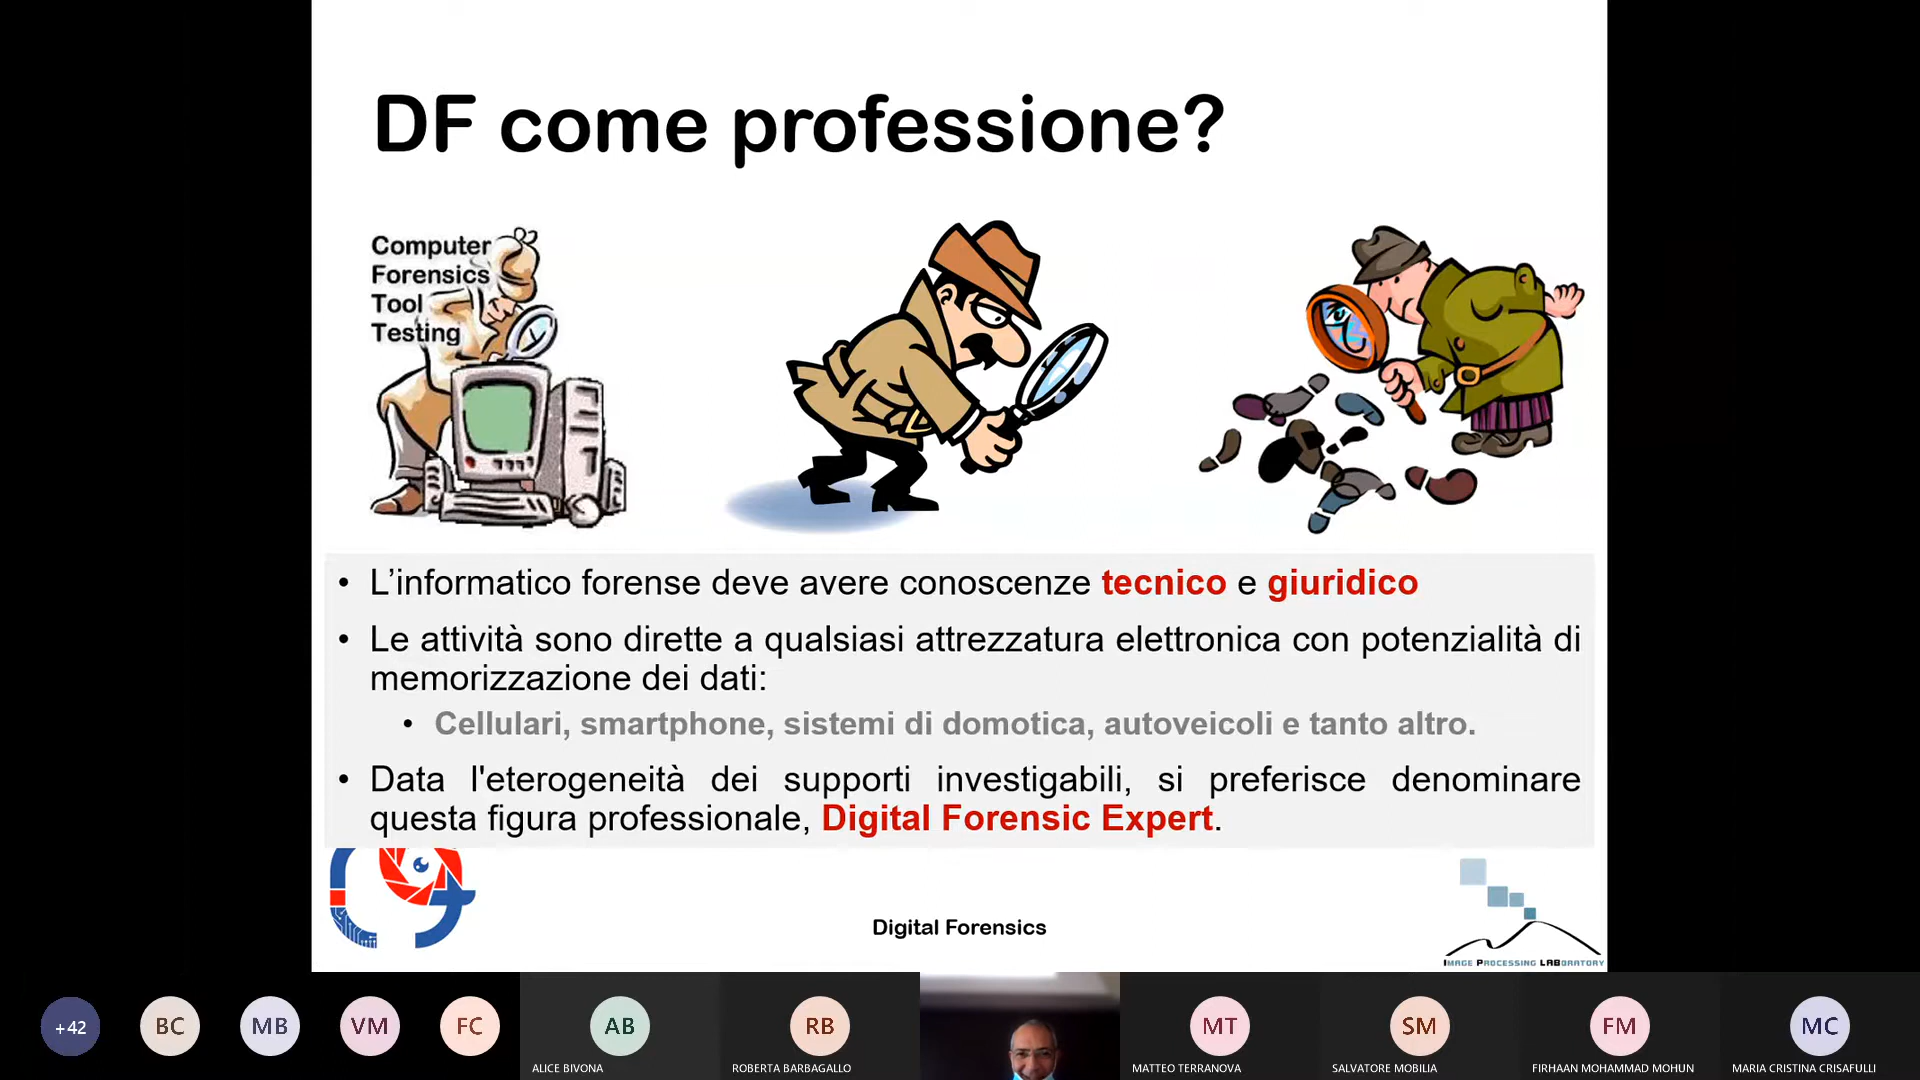 DF come professione?
Computer
Forensics
Tool
Testing
• L’informatico forense deve avere conoscenze tecnico e giuridico
• Le attività sono dirette a qualsiasi attrezzatura elettronica con potenzialità di
memorizzazione dei dati:
• Cellulari, smartphone, sistemi di domotica, autoveicoli e tanto altro.
• Data l'eterogeneità dei supporti investigabili, si preferisce denominare
questa figura professionale, Digital Forensic Expert.
Digital Forensics
IMAGE PROCESSING LABORATORY
+42
BC
MB
VM
FC
AB
RB
MT
SM
FM
MC
ALICE BIVONA
ROBERTA BARBAGALLO
MATTEO TERRANOVA
SALVATORE MOBILIA
FIRHAAN MOHAMMAD MOHUN
MARIA CRISTINA CRISAFULLI